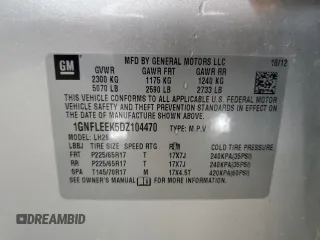 GM
MFD BY GENERAL MOTORS LLC 10/12
GVWR GAWR FRT GAWR RR
2300 KG 1175 KG 1240 KG
5070 LB 2590 LB 2733 LB
THIS VEHICLE CONFORMS TO ALL APPLICABLE U.S. FEDERAL MOTOR
VEHICLE SAFETY AND THEFT PREVENTION STANDARDS
IN EFFECT ON THE DATE OF MANUFACTURE SHOWN ABOVE.
1GNFLEEK5DZ104470 TYPE: M.P.V.
MODEL: LH26
LBBJ TIRE SIZE SPEED RTG RIM COLD TIRE PRESSURE
FRT P225/65R17 T 17X7J 240KPA(35PSI)
RR P225/65R17 T 17X7J 240KPA(35PSI)
SPA T145/70R17 M 17X4.5T 420KPA(60PSI)
SEE OWNER'S MANUAL FOR